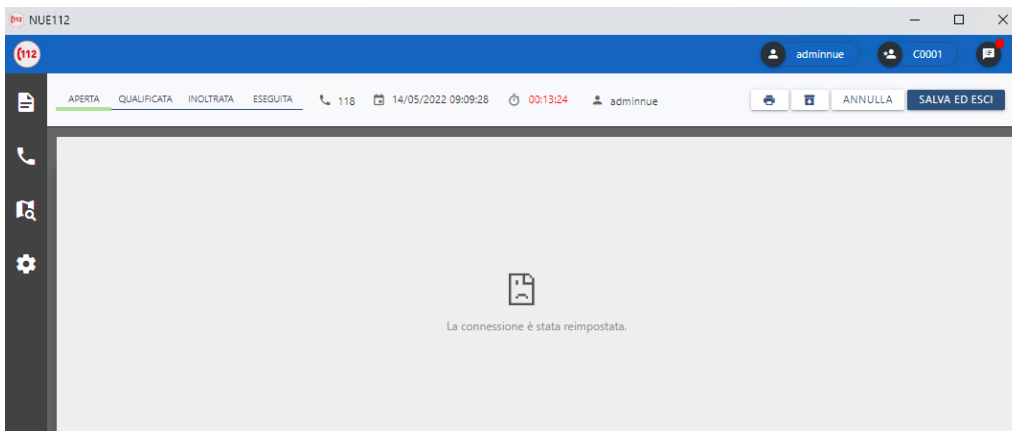 (112 NUE112
(112 adminnue C0001
APERTA QUALIFICATA INOLTRATA ESEGUITA 118 14/05/2022 09:09:28 00:13:24 adminnue ANNULLA SALVA ED ESCI
La connessione è stata reimpostata.